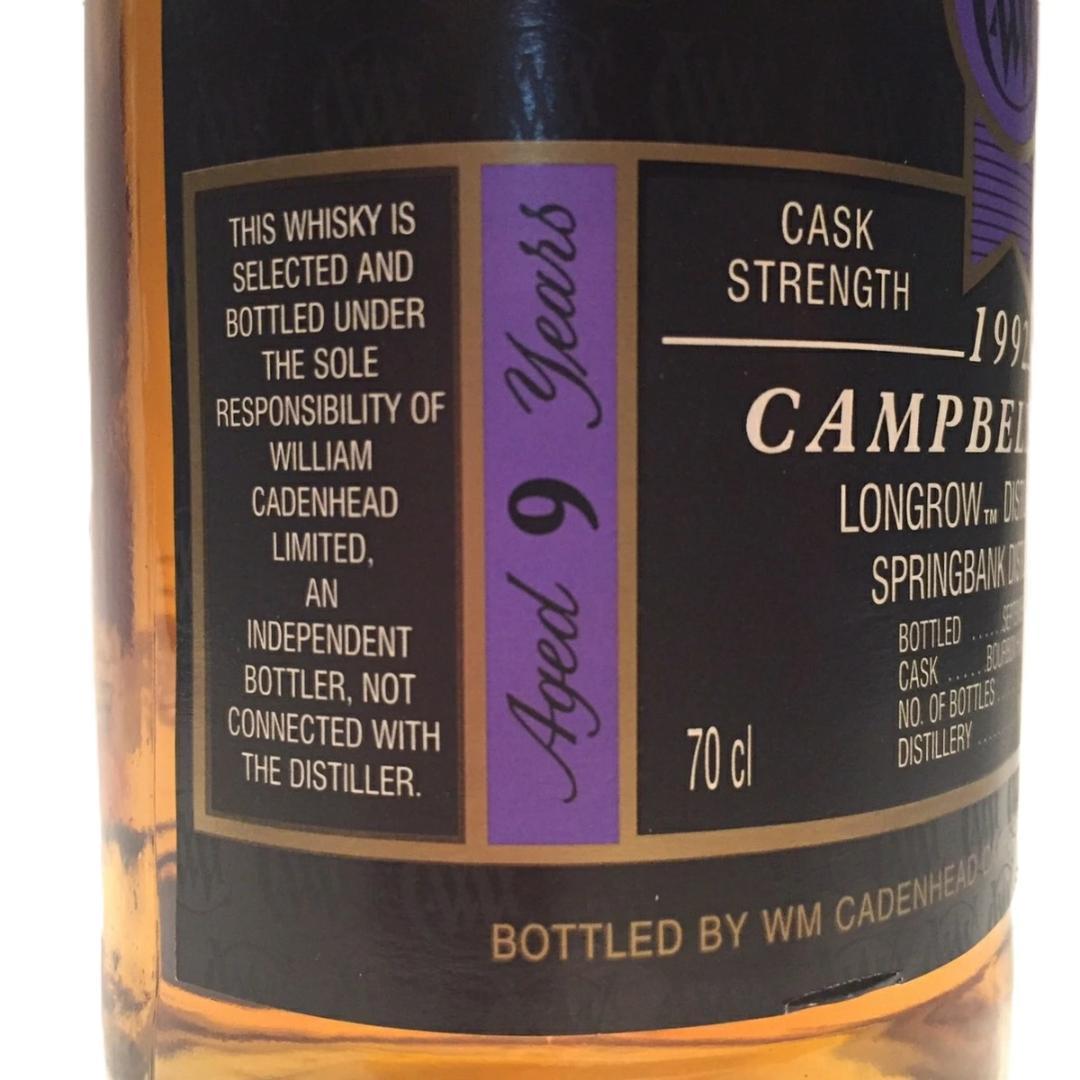 THIS WHISKY IS
SELECTED AND
BOTTLED UNDER
THE SOLE
RESPONSIBILITY OF
WILLIAM
CADENHEAD
LIMITED,
AN
INDEPENDENT
BOTTLER, NOT
CONNECTED WITH
THE DISTILLER.
Aged 9 Years
CASK
STRENGTH
1992
CAMPBEL
LONGROW™
SPRINGBANK
BOTTLED ......
CASK ......
NO. OF BOTTLES .
DISTILLERY .....
70 cl
BOTTLED BY WM CADENHEAD